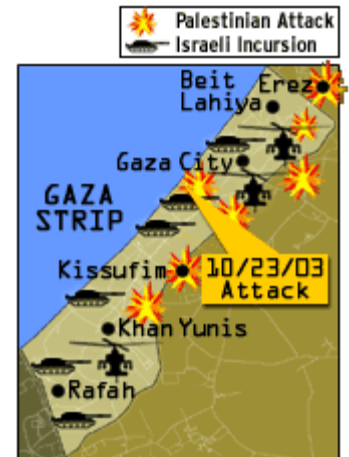 Palestinian Attack
Israeli Incursion
Beit Lahiya
Erez
Gaza City
GAZA STRIP
Kissufim
10/23/03
Attack
Khan Yunis
Rafah